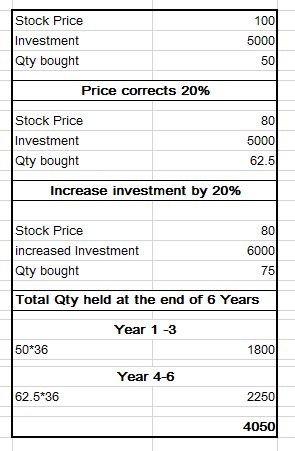 Stock Price 100
Investment 5000
Qty bought 50
Price corrects 20%
Stock Price 80
Investment 5000
Qty bought 62.5
Increase investment by 20%
Stock Price 80
increased Investment 6000
Qty bought 75
Total Qty held at the end of 6 Years
Year 1 -3
50*36 1800
Year 4-6
62.5*36 2250
4050